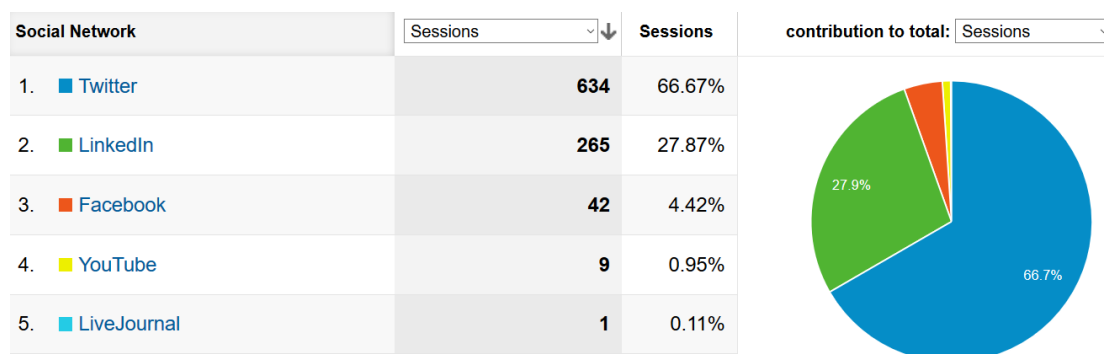 Social Network Sessions Sessions contribution to total: Sessions
1. Twitter 634 66.67%
2. LinkedIn 265 27.87%
3. Facebook 42 4.42%
4. YouTube 9 0.95%
5. LiveJournal 1 0.11%
27.9%
66.7%